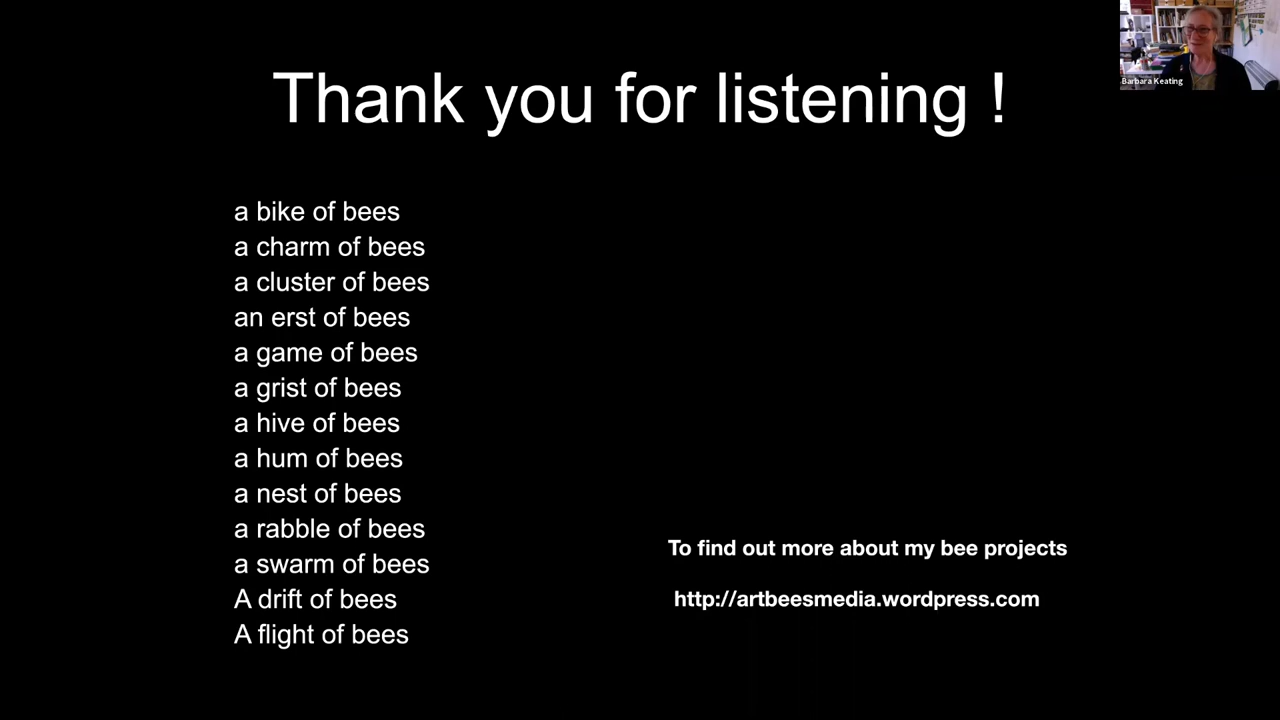 Thank you for listening !
Barbara Keating
a bike of bees
a charm of bees
a cluster of bees
an erst of bees
a game of bees
a grist of bees
a hive of bees
a hum of bees
a nest of bees
a rabble of bees
a swarm of bees
A drift of bees
A flight of bees
To find out more about my bee projects
http://artbeesmedia.wordpress.com